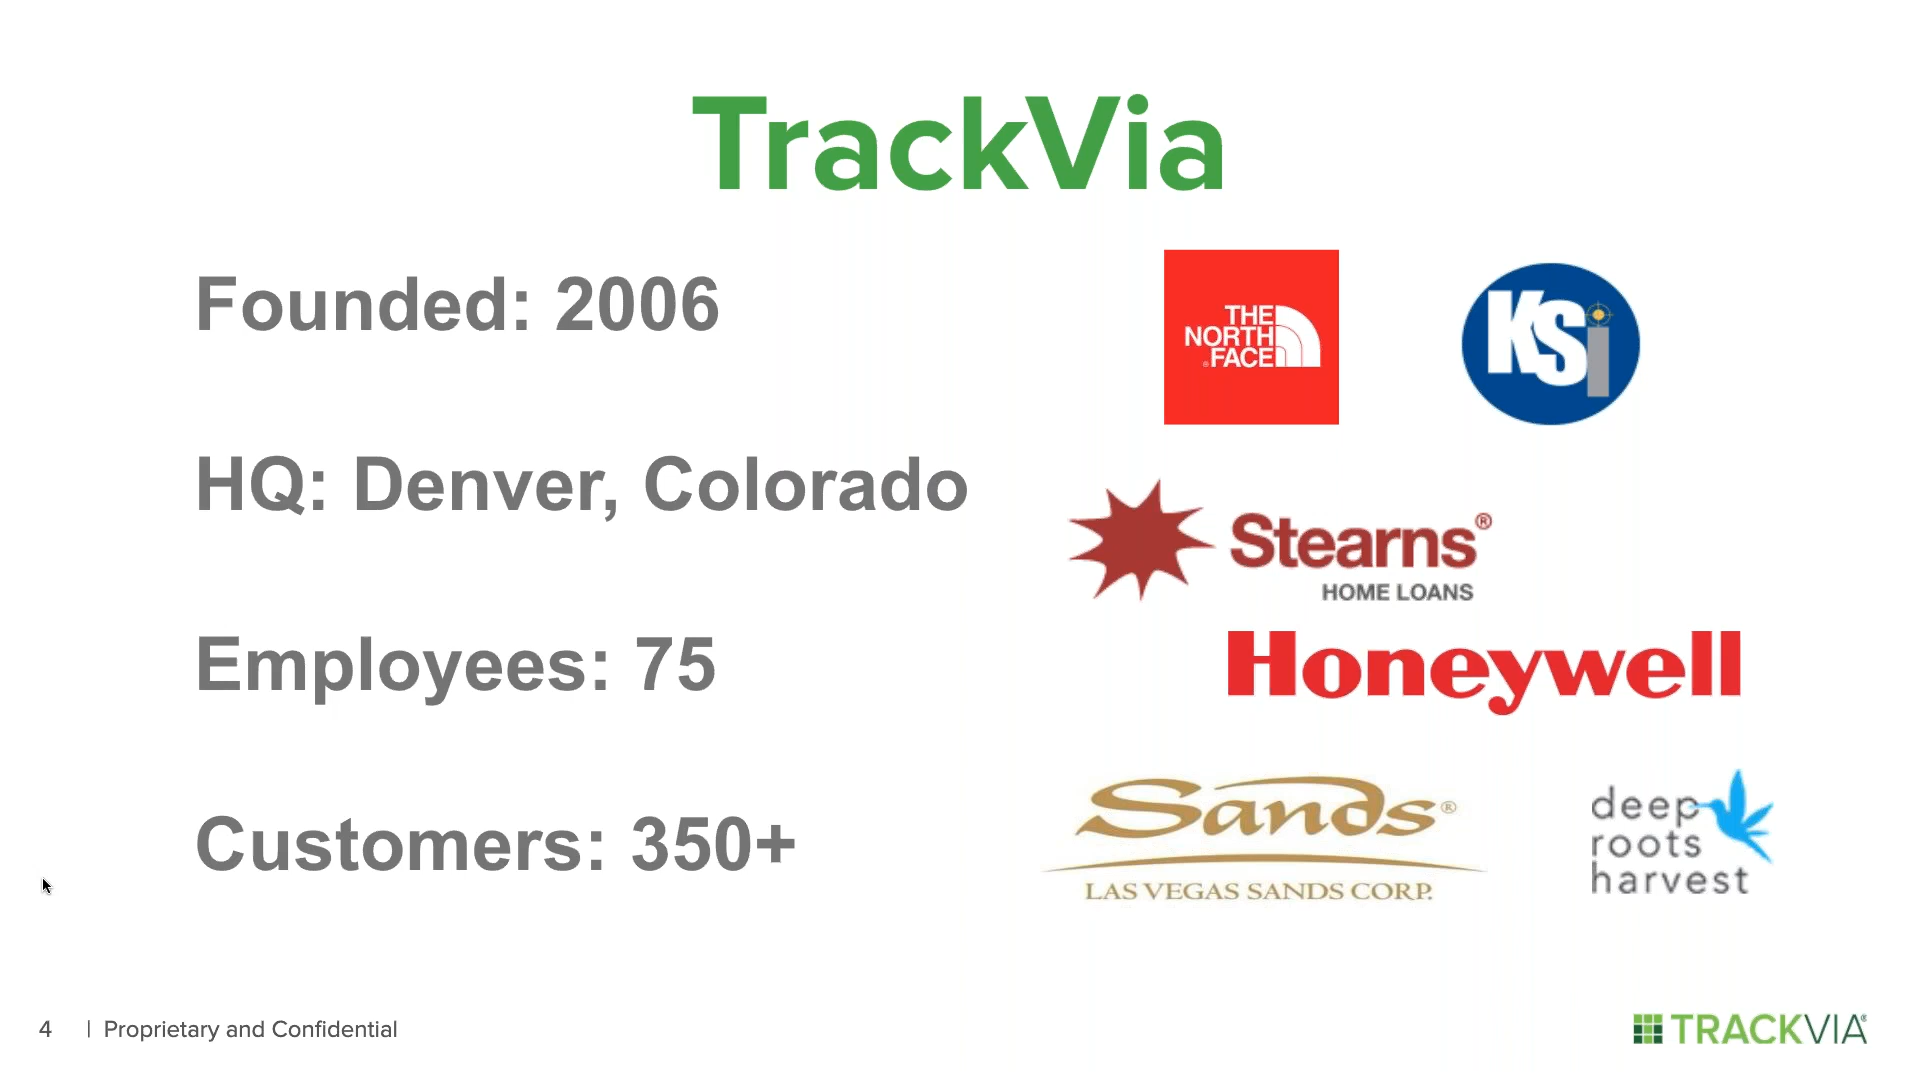 TrackVia
Founded: 2006
HQ: Denver, Colorado
Employees: 75
Customers: 350+
THE
NORTH
®FACE
KSi
Stearns®
HOME LOANS
Honeywell
Sands®
LAS VEGAS SANDS CORP.
deep
roots
harvest
4 | Proprietary and Confidential
TRACKVIA®